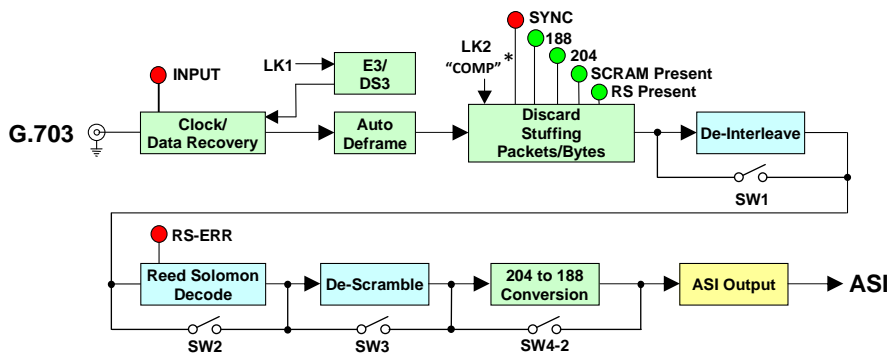 SYNC
188
204
SCRAM Present
RS Present
LK2
"COMP" *
INPUT
LK1
E3/
DS3
G.703
Clock/
Data Recovery
Auto
Deframe
Discard
Stuffing
Packets/Bytes
De-Interleave
SW1
RS-ERR
Reed Solomon
Decode
De-Scramble
204 to 188
Conversion
ASI Output
ASI
SW2
SW3
SW4-2